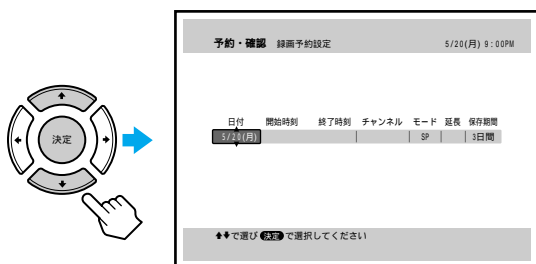 予約・確認 録画予約設定 5/20(月) 9:00PM
決定
日付 開始時刻 終了時刻 チャンネル モード 延長 保存期間
5/20(月) SP 3日間
で選び 決定 で選択してください